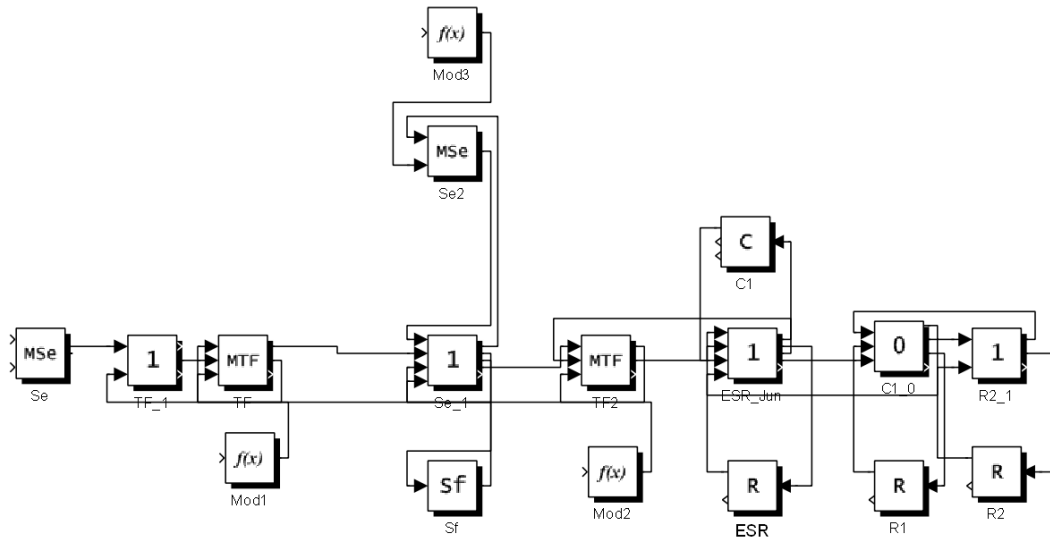 f(x)
Mod3
MSe
Se2
C
C1
MSe
Se
1
TF_1
MTF
TF
1
Se_1
MTF
TF2
1
ESR_Jun
0
C1_0
1
R2_1
f(x)
Mod1
Sf
Sf
f(x)
Mod2
R
ESR
R
R1
R
R2